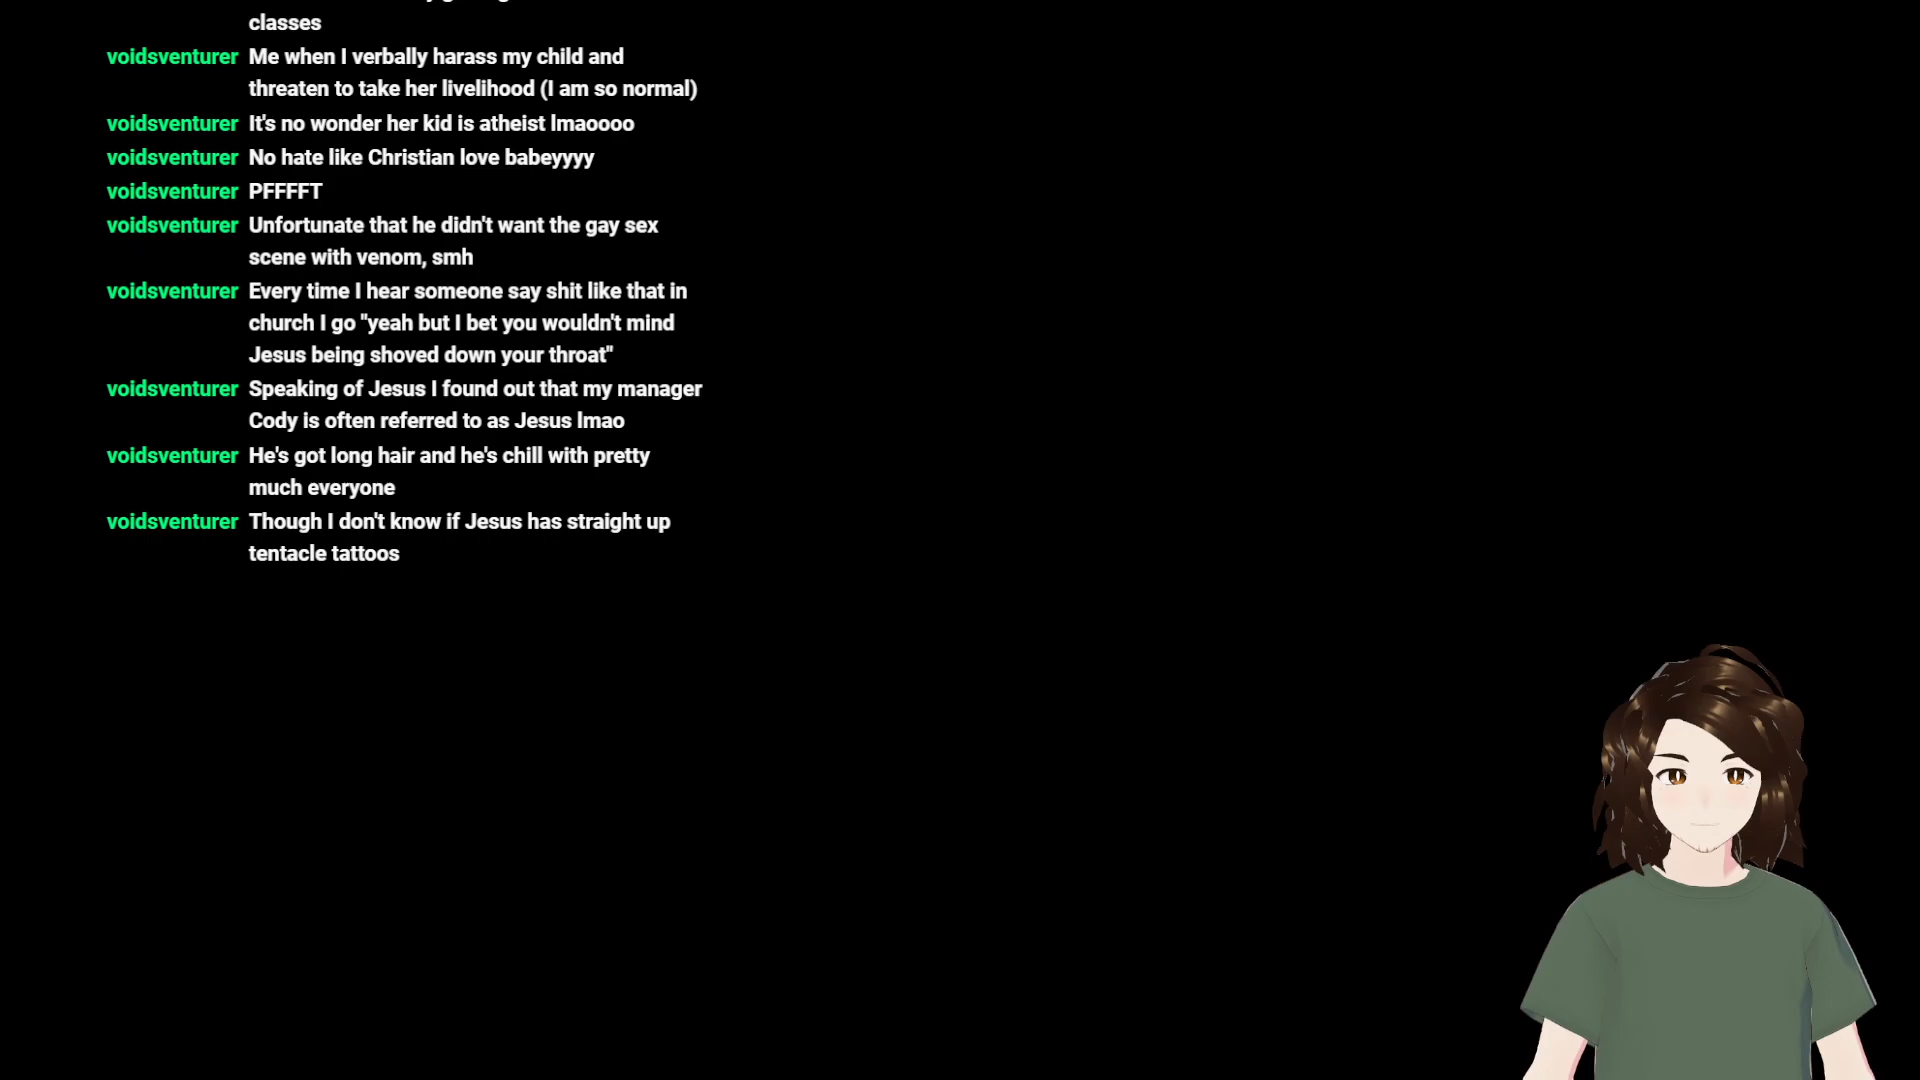 classes
voidsventurer Me when I verbally harass my child and
threaten to take her livelihood (I am so normal)
voidsventurer It's no wonder her kid is atheist lmaoooo
voidsventurer No hate like Christian love babeyyyy
voidsventurer PFFFFT
voidsventurer Unfortunate that he didn't want the gay sex
scene with venom, smh
voidsventurer Every time I hear someone say shit like that in
church I go "yeah but I bet you wouldn't mind
Jesus being shoved down your throat"
voidsventurer Speaking of Jesus I found out that my manager
Cody is often referred to as Jesus lmao
voidsventurer He's got long hair and he's chill with pretty
much everyone
voidsventurer Though I don't know if Jesus has straight up
tentacle tattoos